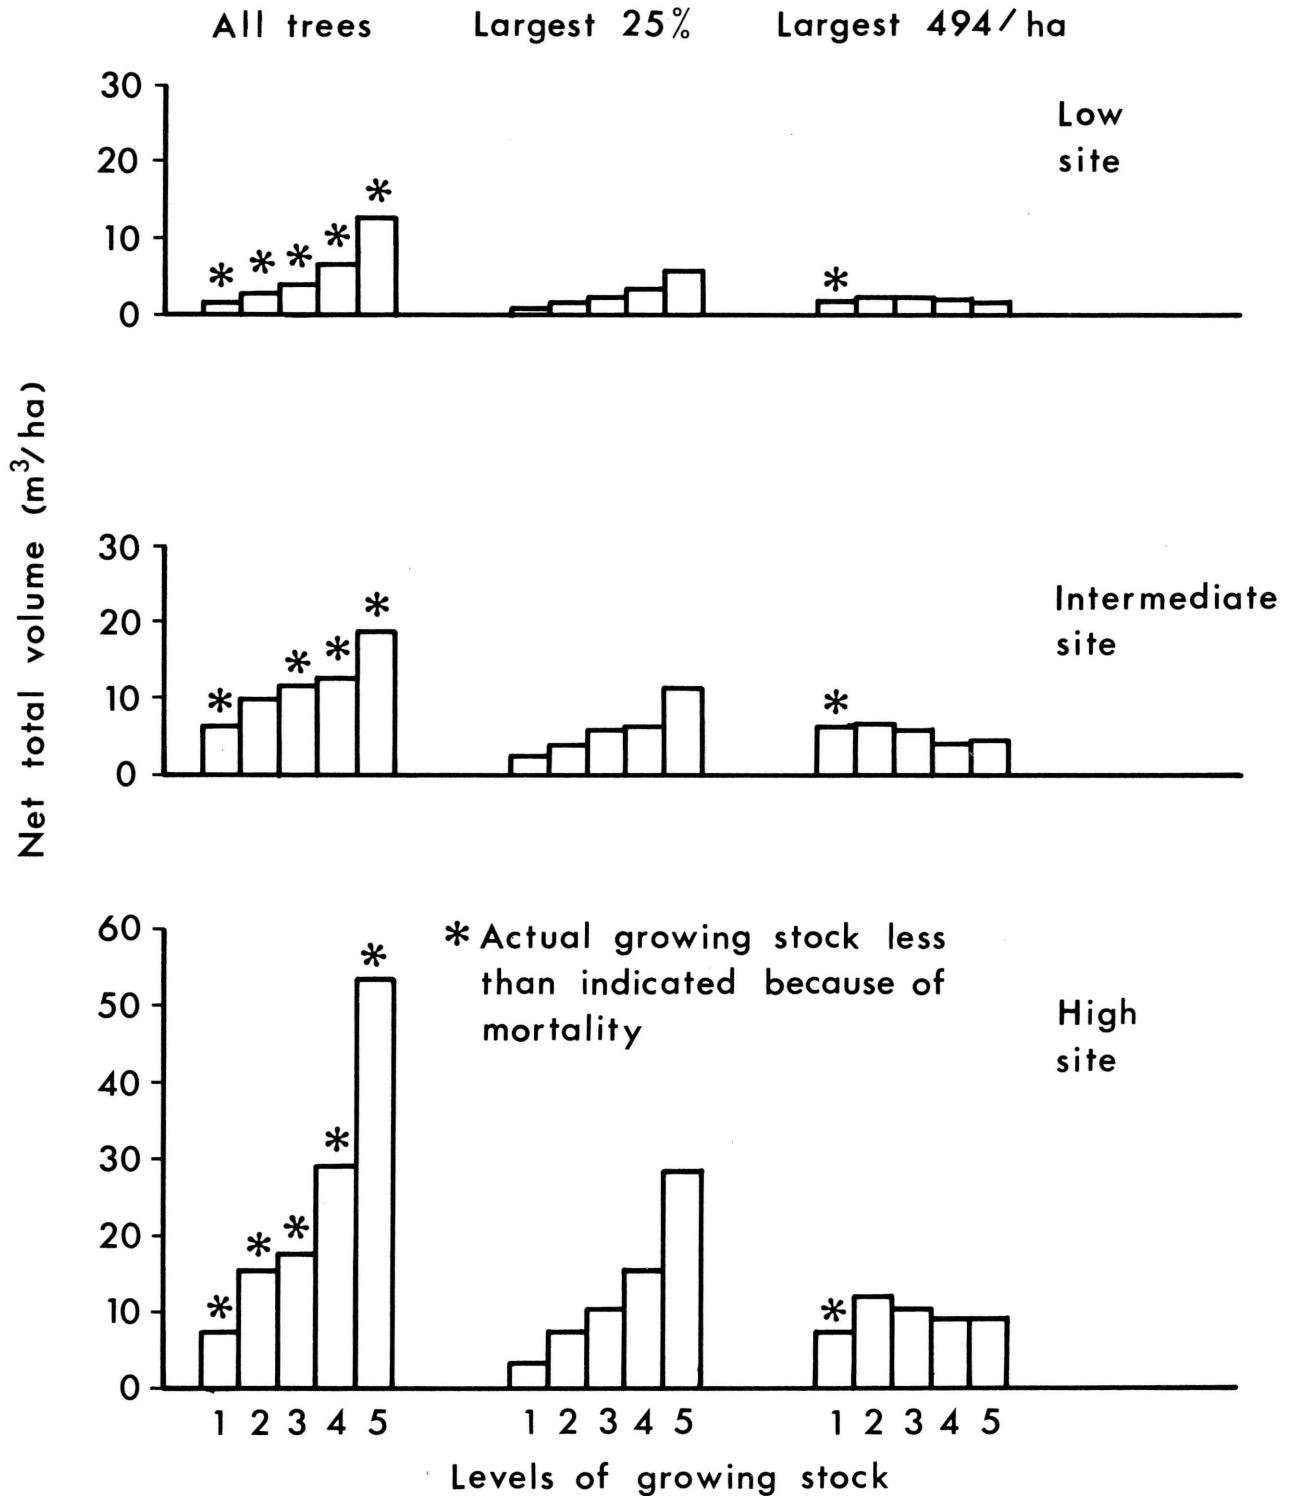 All trees Largest 25% Largest 494/ha
30
20
10
0
* * * * *
*
Low
site
Net total volume (m³/ha)
30
20
10
0
* * * *
*
Intermediate
site
60
50
40
30
20
10
0
* * * * *
*
* Actual growing stock less
than indicated because of
mortality
High
site
1 2 3 4 5 1 2 3 4 5 1 2 3 4 5
Levels of growing stock